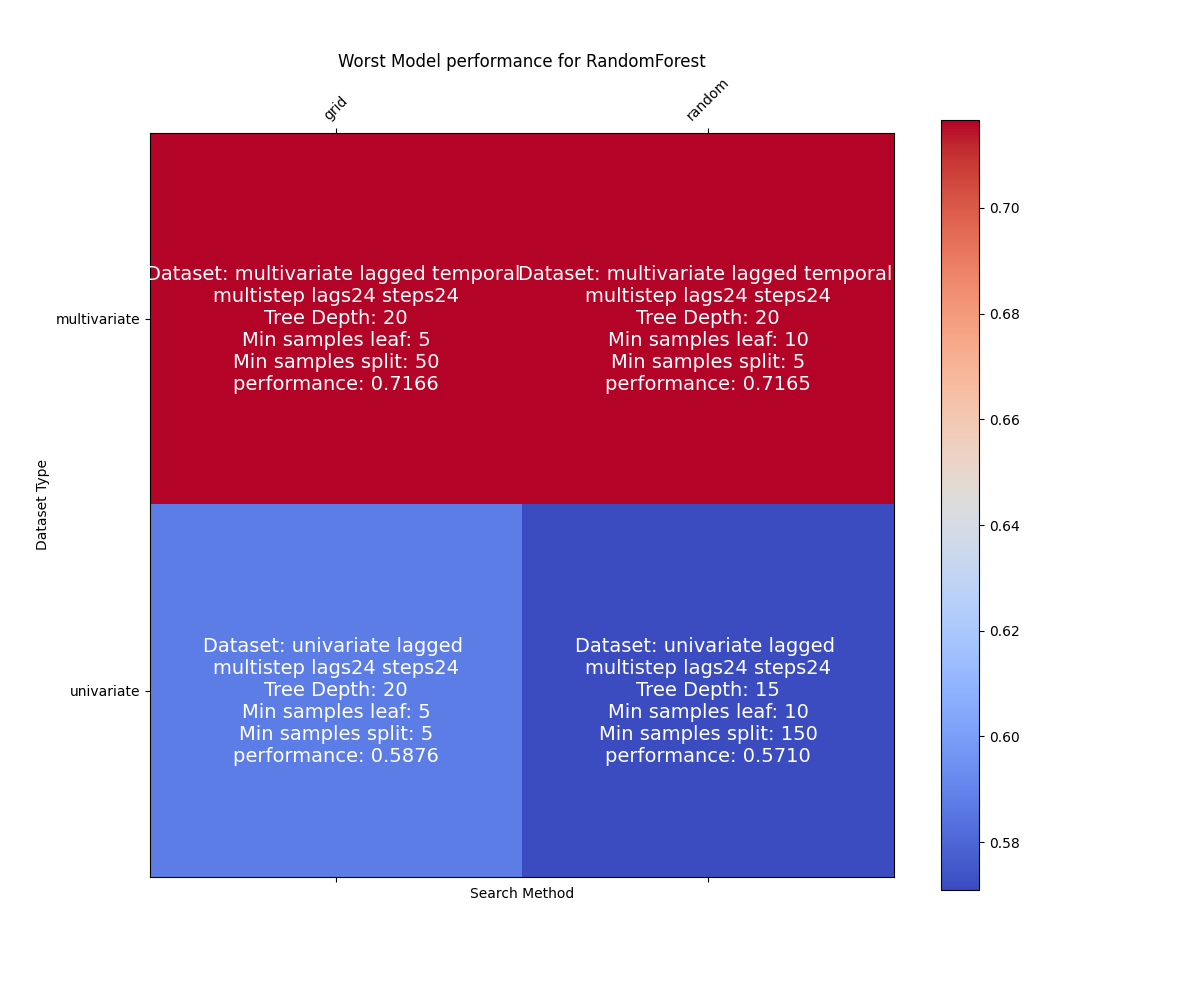 Worst Model performance for RandomForest
grid
random
multivariate
Dataset: multivariate lagged temporal
multistep lags24 steps24
Tree Depth: 20
Min samples leaf: 5
Min samples split: 50
performance: 0.7166
Dataset: multivariate lagged temporal
multistep lags24 steps24
Tree Depth: 20
Min samples leaf: 10
Min samples split: 5
performance: 0.7165
Dataset Type
univariate
Dataset: univariate lagged
multistep lags24 steps24
Tree Depth: 20
Min samples leaf: 5
Min samples split: 5
performance: 0.5876
Dataset: univariate lagged
multistep lags24 steps24
Tree Depth: 15
Min samples leaf: 10
Min samples split: 150
performance: 0.5710
Search Method
0.70
0.68
0.66
0.64
0.62
0.60
0.58